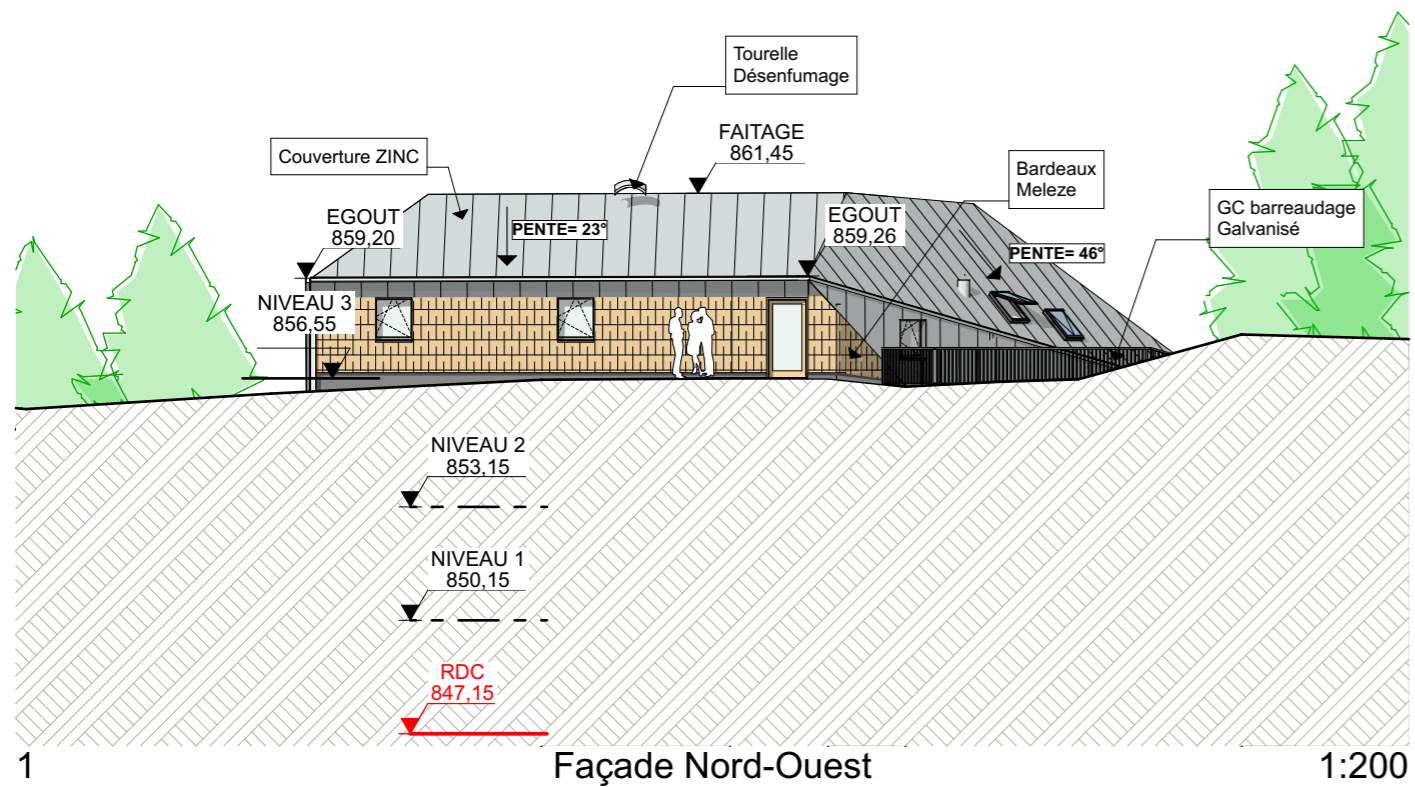 Tourelle
Désenfumage
FAITAGE
861,45
Couverture ZINC
Bardeaux
Meleze
GC barreaudage
Galvanisé
EGOUT
859,20
PENTE= 23°
EGOUT
859,26
PENTE= 46°
NIVEAU 3
856,55
NIVEAU 2
853,15
NIVEAU 1
850,15
RDC
847,15
1
Façade Nord-Ouest
1:200